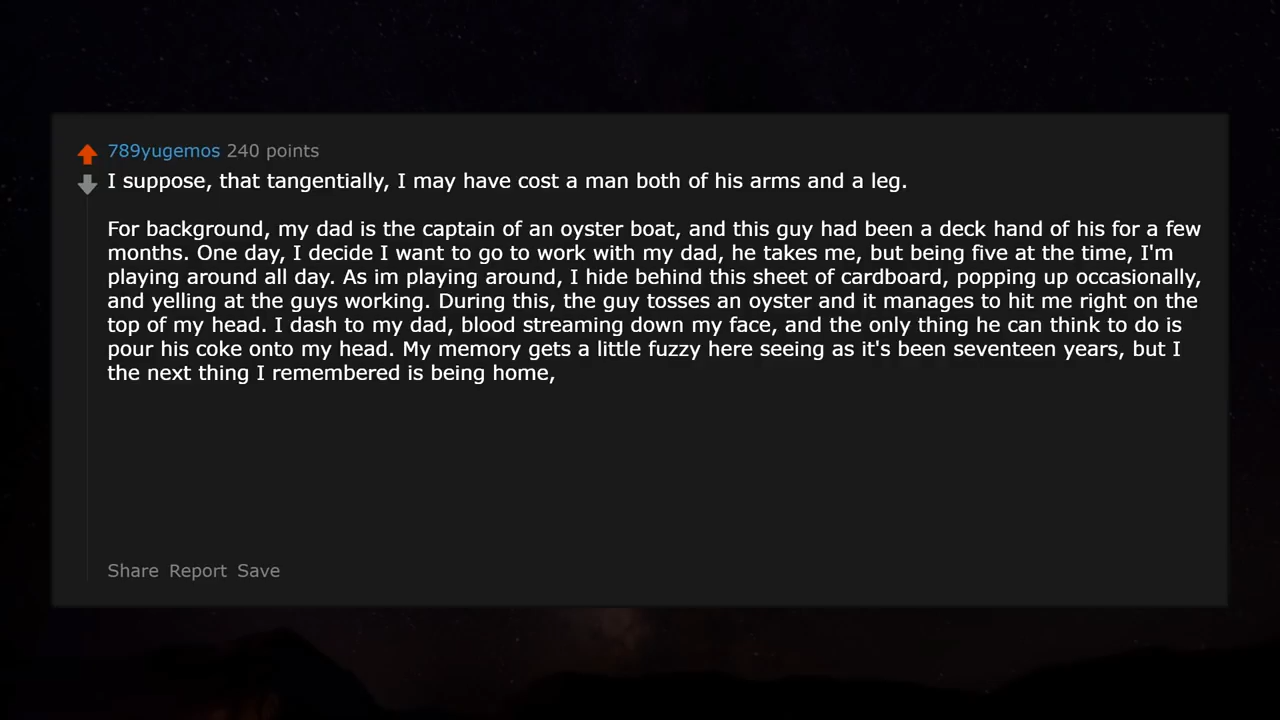 789yugemos 240 points
I suppose, that tangentially, I may have cost a man both of his arms and a leg.
For background, my dad is the captain of an oyster boat, and this guy had been a deck hand of his for a few
months. One day, I decide I want to go to work with my dad, he takes me, but being five at the time, I'm
playing around all day. As im playing around, I hide behind this sheet of cardboard, popping up occasionally,
and yelling at the guys working. During this, the guy tosses an oyster and it manages to hit me right on the
top of my head. I dash to my dad, blood streaming down my face, and the only thing he can think to do is
pour his coke onto my head. My memory gets a little fuzzy here seeing as it's been seventeen years, but I
the next thing I remembered is being home,
Share Report Save